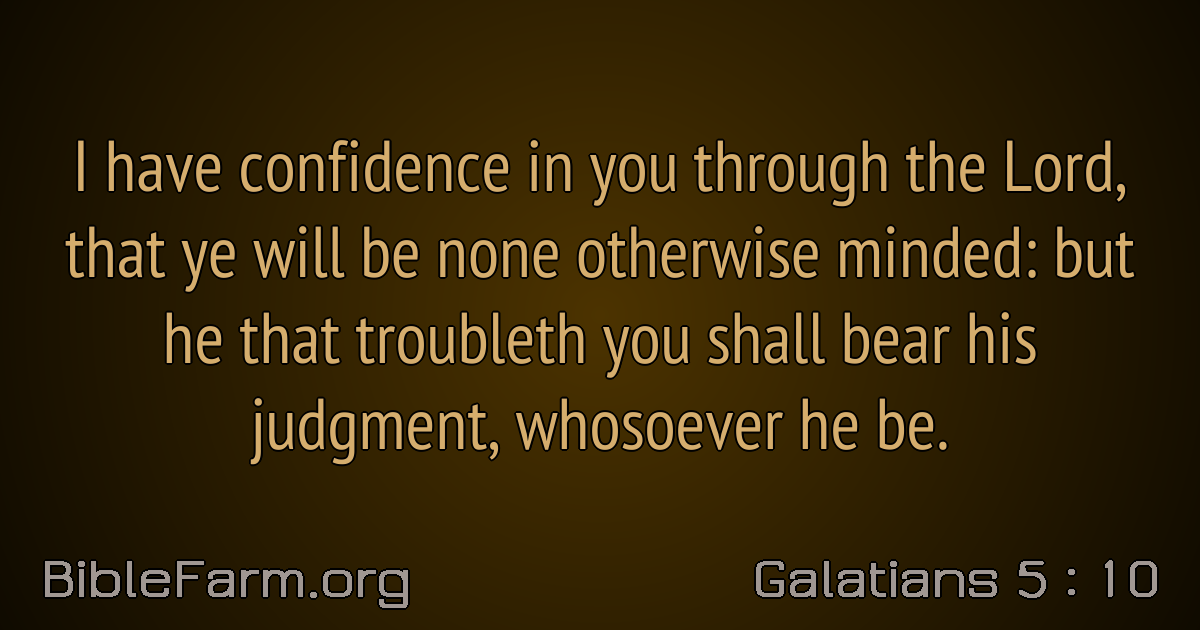 I have confidence in you through the Lord,
that ye will be none otherwise minded: but
he that troubleth you shall bear his
judgment, whosoever he be.
BibleFarm.org
Galatians 5 : 10